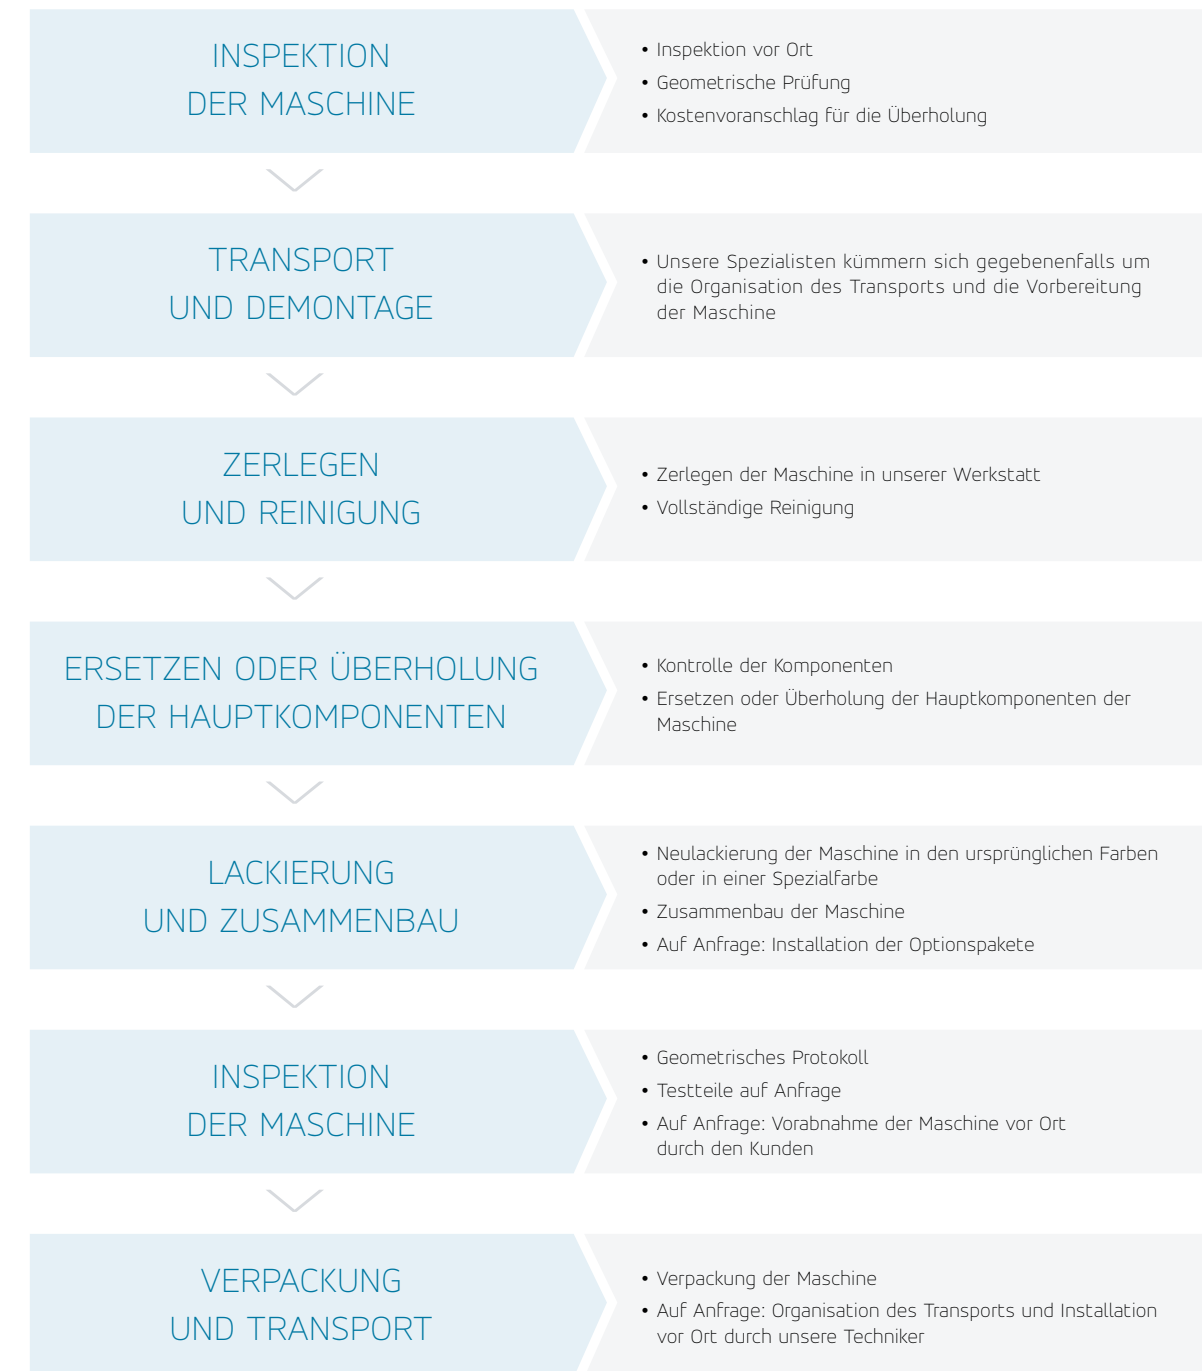 INSPEKTION
DER MASCHINE
• Inspektion vor Ort
• Geometrische Prüfung
• Kostenvoranschlag für die Überholung
TRANSPORT
UND DEMONTAGE
• Unsere Spezialisten kümmern sich gegebenenfalls um
die Organisation des Transports und die Vorbereitung
der Maschine
ZERLEGEN
UND REINIGUNG
• Zerlegen der Maschine in unserer Werkstatt
• Vollständige Reinigung
ERSETZEN ODER ÜBERHOLUNG
DER HAUPTKOMPONENTEN
• Kontrolle der Komponenten
• Ersetzen oder Überholung der Hauptkomponenten der
Maschine
LACKIERUNG
UND ZUSAMMENBAU
• Neulackierung der Maschine in den ursprünglichen Farben
oder in einer Spezialfarbe
• Zusammenbau der Maschine
• Auf Anfrage: Installation der Optionspakete
INSPEKTION
DER MASCHINE
• Geometrisches Protokoll
• Testteile auf Anfrage
• Auf Anfrage: Vorabnahme der Maschine vor Ort
durch den Kunden
VERPACKUNG
UND TRANSPORT
• Verpackung der Maschine
• Auf Anfrage: Organisation des Transports und Installation
vor Ort durch unsere Techniker